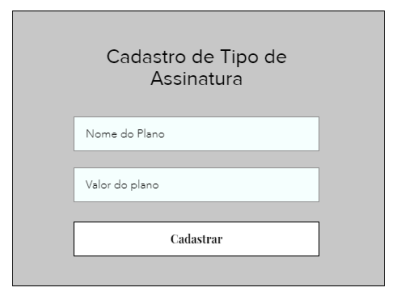 Cadastro de Tipo de
Assinatura
Nome do Plano
Valor do plano
Cadastrar